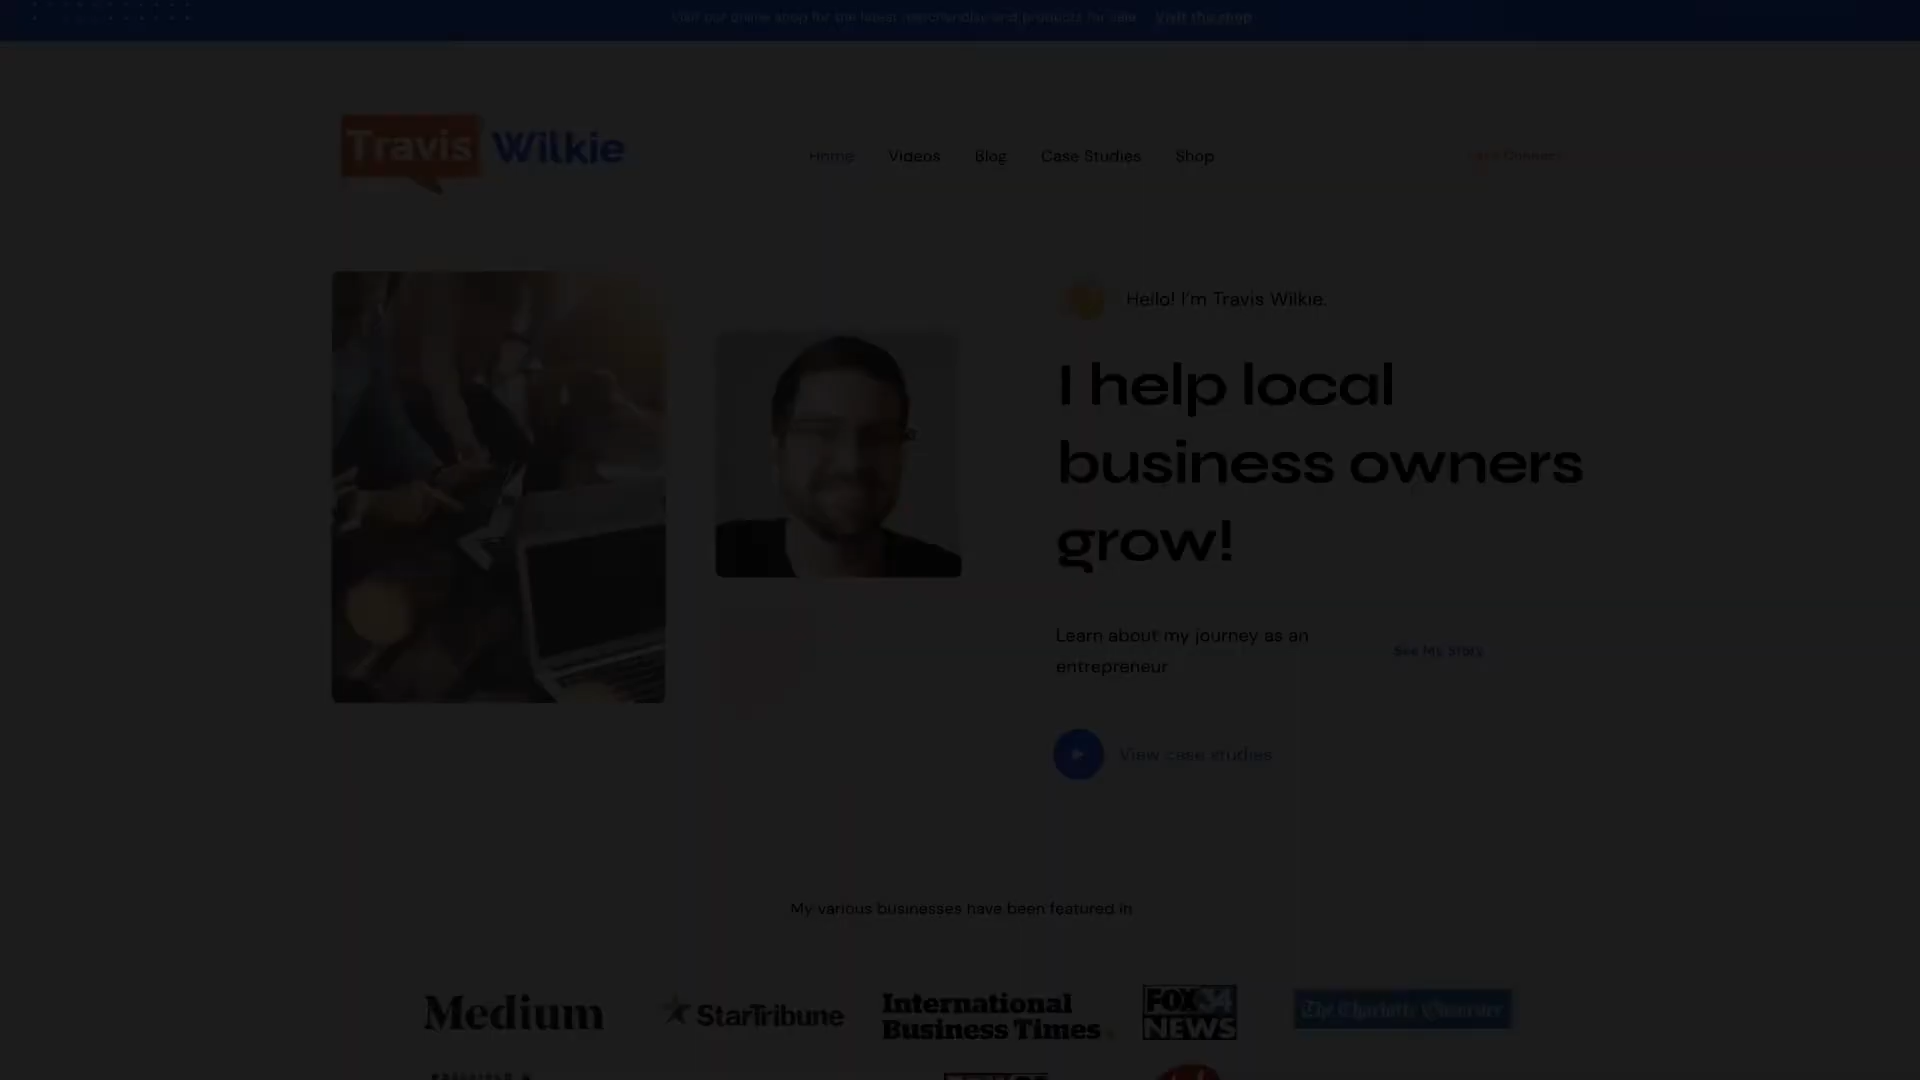 Visit our online shop for the latest merchandise and products for sale. Visit the shop
Travis Wilkie
Home Videos Blog Case Studies Shop
Hello! I'm Travis Wilkie.
I help local
business owners
grow!
Learn about my journey as an
entrepreneur
See My Story
View case studies
My various businesses have been featured in
Medium StarTribune International Business Times FOX34 NEWS The Charlotte Observer